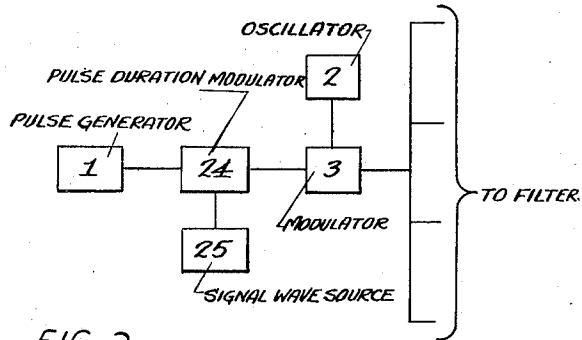 OSCILLATOR
2
PULSE DURATION MODULATOR
PULSE GENERATOR
1
24
3
TO FILTER
MODULATOR
25
SIGNAL WAVE SOURCE